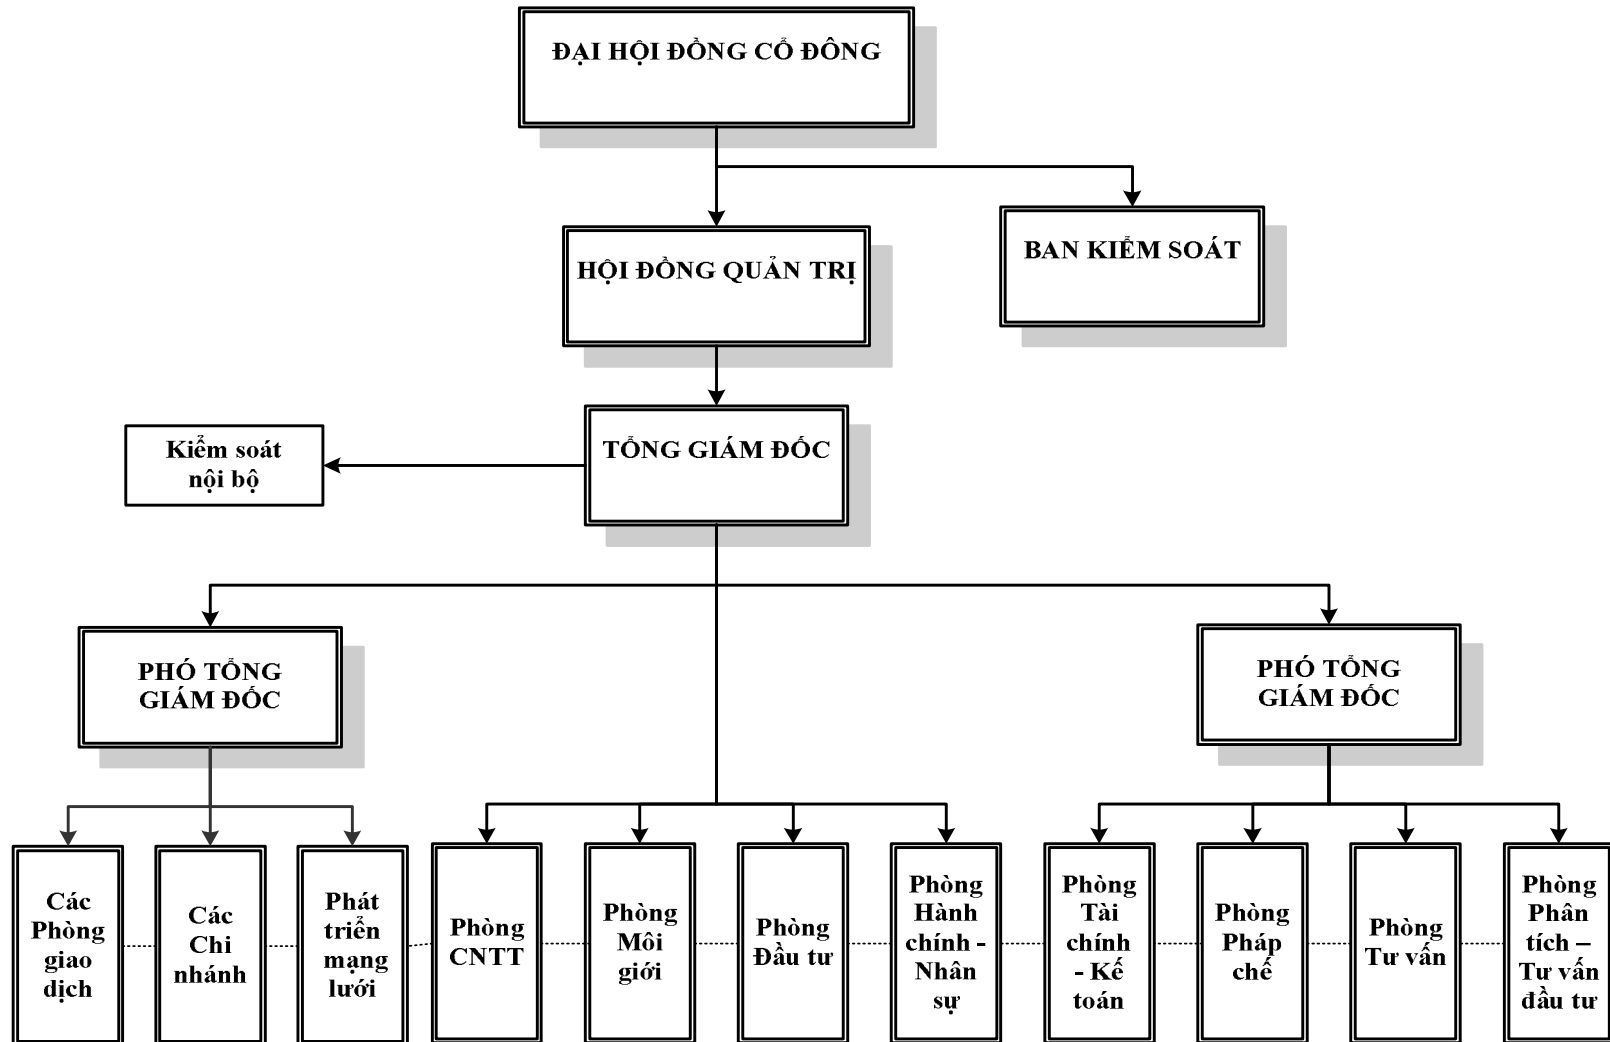 ĐẠI HỘI ĐỒNG CỔ ĐÔNG
HỘI ĐỒNG QUẢN TRỊ
BAN KIỂM SOÁT
TỔNG GIÁM ĐỐC
Kiểm soát
nội bộ
PHÓ TỔNG
GIÁM ĐỐC
PHÓ TỔNG
GIÁM ĐỐC
Các
Phòng
giao
dịch
Các
Chi
nhánh
Phát
triển
mạng
lưới
Phòng
CNTT
Phòng
Môi
giới
Phòng
Đầu tư
Phòng
Hành
chính -
Nhân
sự
Phòng
Tài
chính
- Kế
toán
Phòng
Pháp
chế
Phòng
Tư vấn
Phòng
Phân
tích –
Tư vấn
đầu tư